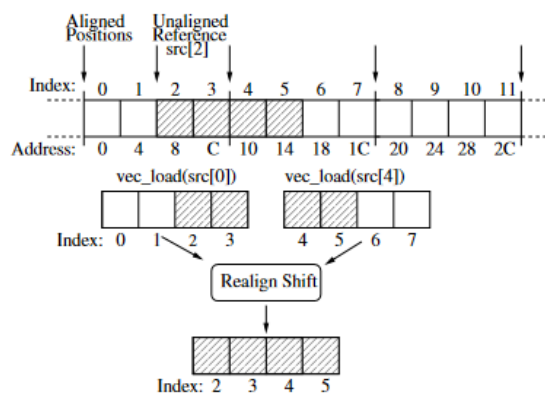 Aligned Unaligned
Positions Reference
src[2]
Index: 0 1 2 3 4 5 6 7 8 9 10 11
Address: 0 4 8 C 10 14 18 1C 20 24 28 2C
vec_load(src[0]) vec_load(src[4])
Index: 0 1 2 3 4 5 6 7
Realign Shift
Index: 2 3 4 5